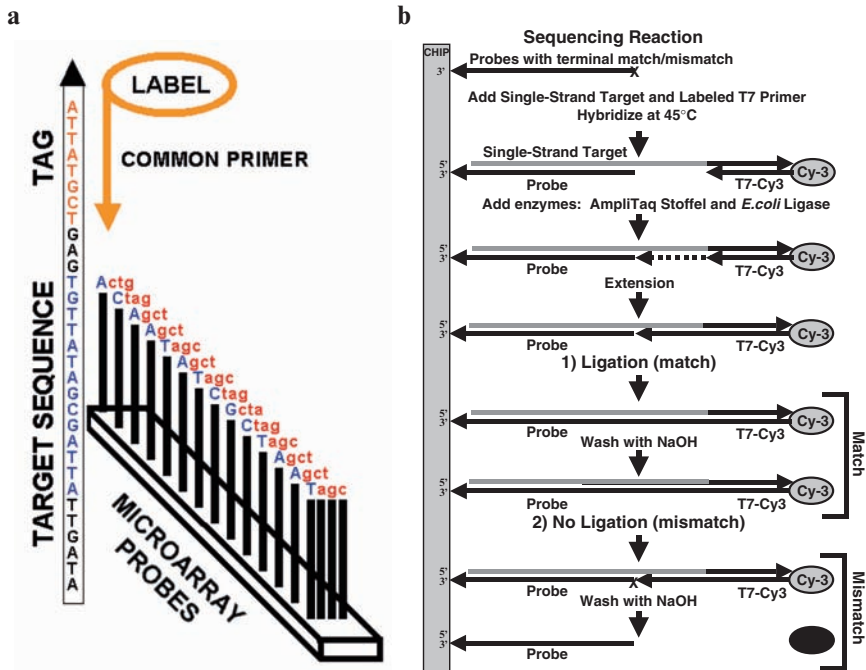 a
LABEL
COMMON PRIMER
TAG
TARGET SEQUENCE
ATTATGCTGAGTGTTATAGCGATTATTGATA
Actg
Ctag
Agct
Agct
Tagc
Agct
Tagc
Ctag
Gcta
Ctag
Tagc
Agct
Agct
Tagc
MICROARRAY
PROBES
b
Sequencing Reaction
CHIP
Probes with terminal match/mismatch
3' X
Add Single-Strand Target and Labeled T7 Primer
Hybridize at 45°C
Single-Strand Target
5'
3'
Cy-3
Probe T7-Cy3
Add enzymes: AmpliTaq Stoffel and E.coli Ligase
5'
3'
Cy-3
Probe T7-Cy3
Extension
5'
3'
Cy-3
Probe T7-Cy3
1) Ligation (match)
5'
3'
Cy-3
Probe T7-Cy3
Wash with NaOH
5'
3'
Cy-3
Probe T7-Cy3
Match
2) No Ligation (mismatch)
5'
3'
X
Cy-3
Probe T7-Cy3
Wash with NaOH
5'
3'
Probe
Mismatch